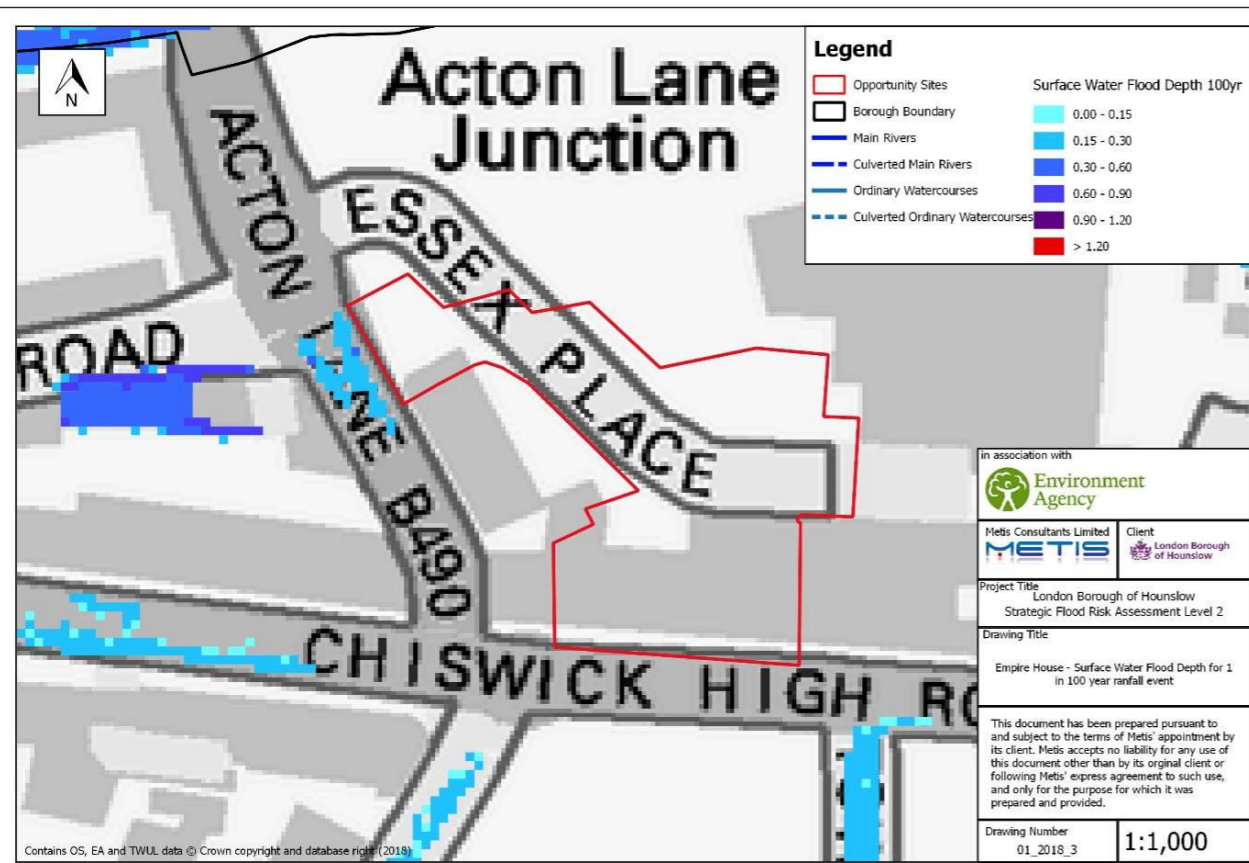 N
Acton Lane
Junction
ACTON
LANE B490
ESSEX PLACE
ROAD
CHISWICK HIGH RO
Legend
Opportunity Sites
Borough Boundary
Main Rivers
Culverted Main Rivers
Ordinary Watercourses
Culverted Ordinary Watercourses
Surface Water Flood Depth 100yr
0.00 - 0.15
0.15 - 0.30
0.30 - 0.60
0.60 - 0.90
0.90 - 1.20
> 1.20
in association with
Environment
Agency
Metis Consultants Limited
METIS
Client
London Borough
of Hounslow
Project Title
London Borough of Hounslow
Strategic Flood Risk Assessment Level 2
Drawing Title
Empire House - Surface Water Flood Depth for 1
in 100 year ranfall event
This document has been prepared pursuant to
and subject to the terms of Metis' appointment by
its client. Metis accepts no liability for any use of
this document other than by its orginal client or
following Metis' express agreement to such use,
and only for the purpose for which it was
prepared and provided.
Drawing Number
01_2018_3
1:1,000
Contains OS, EA and TWUL data © Crown copyright and database right (2018)